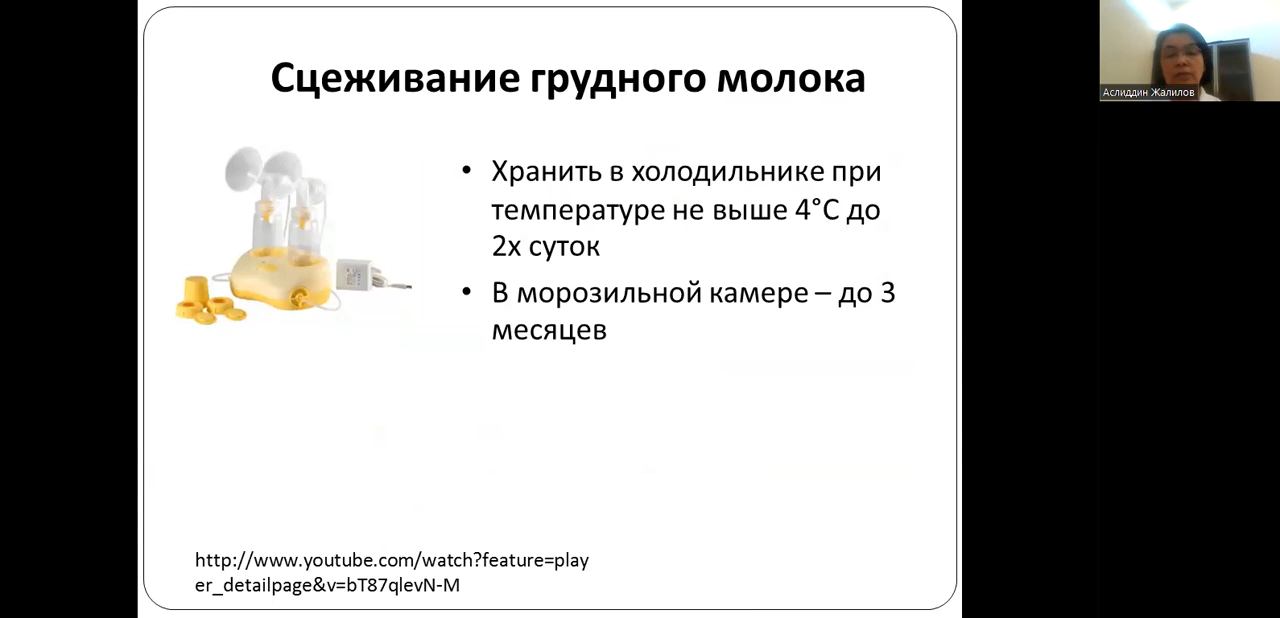 Сцеживание грудного молока
• Хранить в холодильнике при
температуре не выше 4°С до
2х суток
• В морозильной камере – до 3
месяцев
http://www.youtube.com/watch?feature=play
er_detailpage&v=bT87qlevN-M
Аслиддин Жалилов